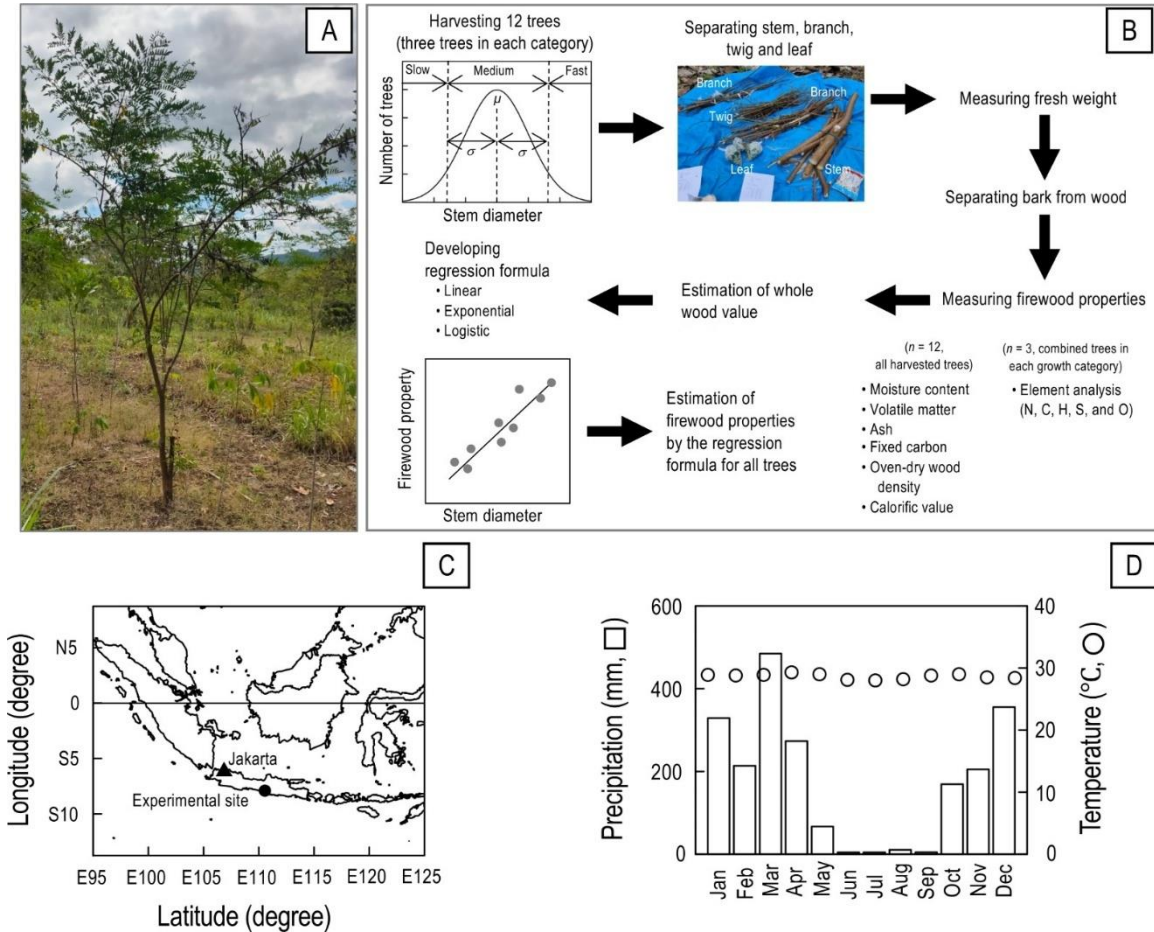 A
B
Harvesting 12 trees
(three trees in each category)
Slow
Medium
Fast
μ
σ
σ
Number of trees
Stem diameter
Separating stem, branch,
twig and leaf
Branch
Branch
Twig
Leaf
Stem
Measuring fresh weight
Separating bark from wood
Measuring firewood properties
(n = 12,
all harvested trees)
• Moisture content
• Volatile matter
• Ash
• Fixed carbon
• Oven-dry wood
density
• Calorific value
(n = 3, combined trees in
each growth category)
• Element analysis
(N, C, H, S, and O)
Estimation of whole
wood value
Developing
regression formula
• Linear
• Exponential
• Logistic
Firewood property
Stem diameter
Estimation of
firewood properties
by the regression
formula for all trees
C
Longitude (degree)
N5
0
S5
S10
Jakarta
Experimental site
E95 E100 E105 E110 E115 E120 E125
Latitude (degree)
D
Precipitation (mm, □)
600
400
200
0
Temperature (°C, ○)
40
30
20
10
0
Jan Feb Mar Apr May Jun Jul Aug Sep Oct Nov Dec